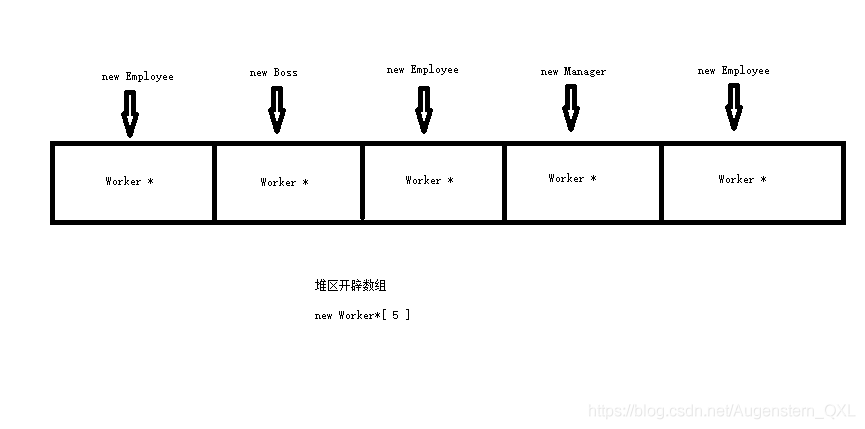 new Employee
new Boss
new Employee
new Manager
new Employee
Worker *
Worker *
Worker *
Worker *
Worker *
堆区开辟数组
new Worker*[ 5 ]
https://blog.csdn.net/Augenstern_QXL